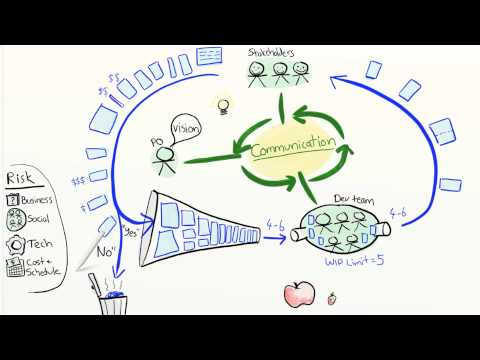 Stakeholders
$$
$$
vision
PO
Communication
$$$
$
Risk
Business
Social
Tech
Cost +
Schedule
"Yes"
No"
4-6
Dev team
4-6
WIP Limit = 5